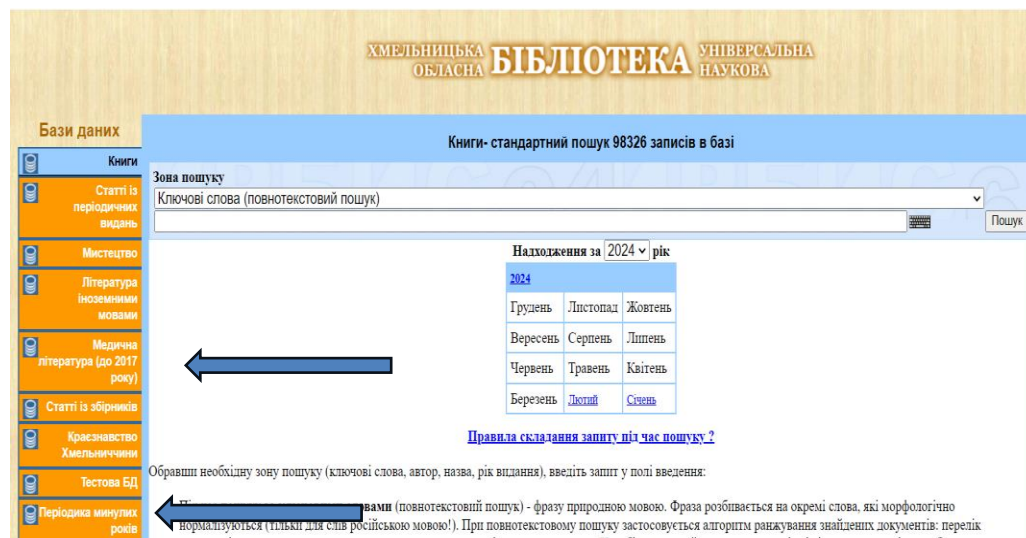 ХМЕЛЬНИЦЬКА
ОБЛАСНА
БІБЛІОТЕКА
УНІВЕРСАЛЬНА
НАУКОВА
Бази даних
Книги
Статті із
періодичних
видань
Мистецтво
Література
іноземними
мовами
Медична
література (до 2017
року)
Статті із збірників
Краєзнавство
Хмельниччини
Тестова БД
Періодика минулих
років
Книги- стандартний пошук 98326 записів в базі
Зона пошуку
Ключові слова (повнотекстовий пошук)
Пошук
Надходження за 2024 рік
2024
Грудень Листопад Жовтень
Вересень Серпень Липень
Червень Травень Квітень
Березень Лютий Січень
Правила складання запиту під час пошуку ?
Обравши необхідну зону пошуку (ключові слова, автор, назва, рік видання), введіть запит у полі введення:
(повнотекстовий пошук) - фразу природною мовою. Фраза розбивається на окремі слова, які морфологічно
нормалізуються (тільки для слів російською мовою!). При повнотекстовому пошуку застосовується алгоритм ранжування знайдених документів: перелік